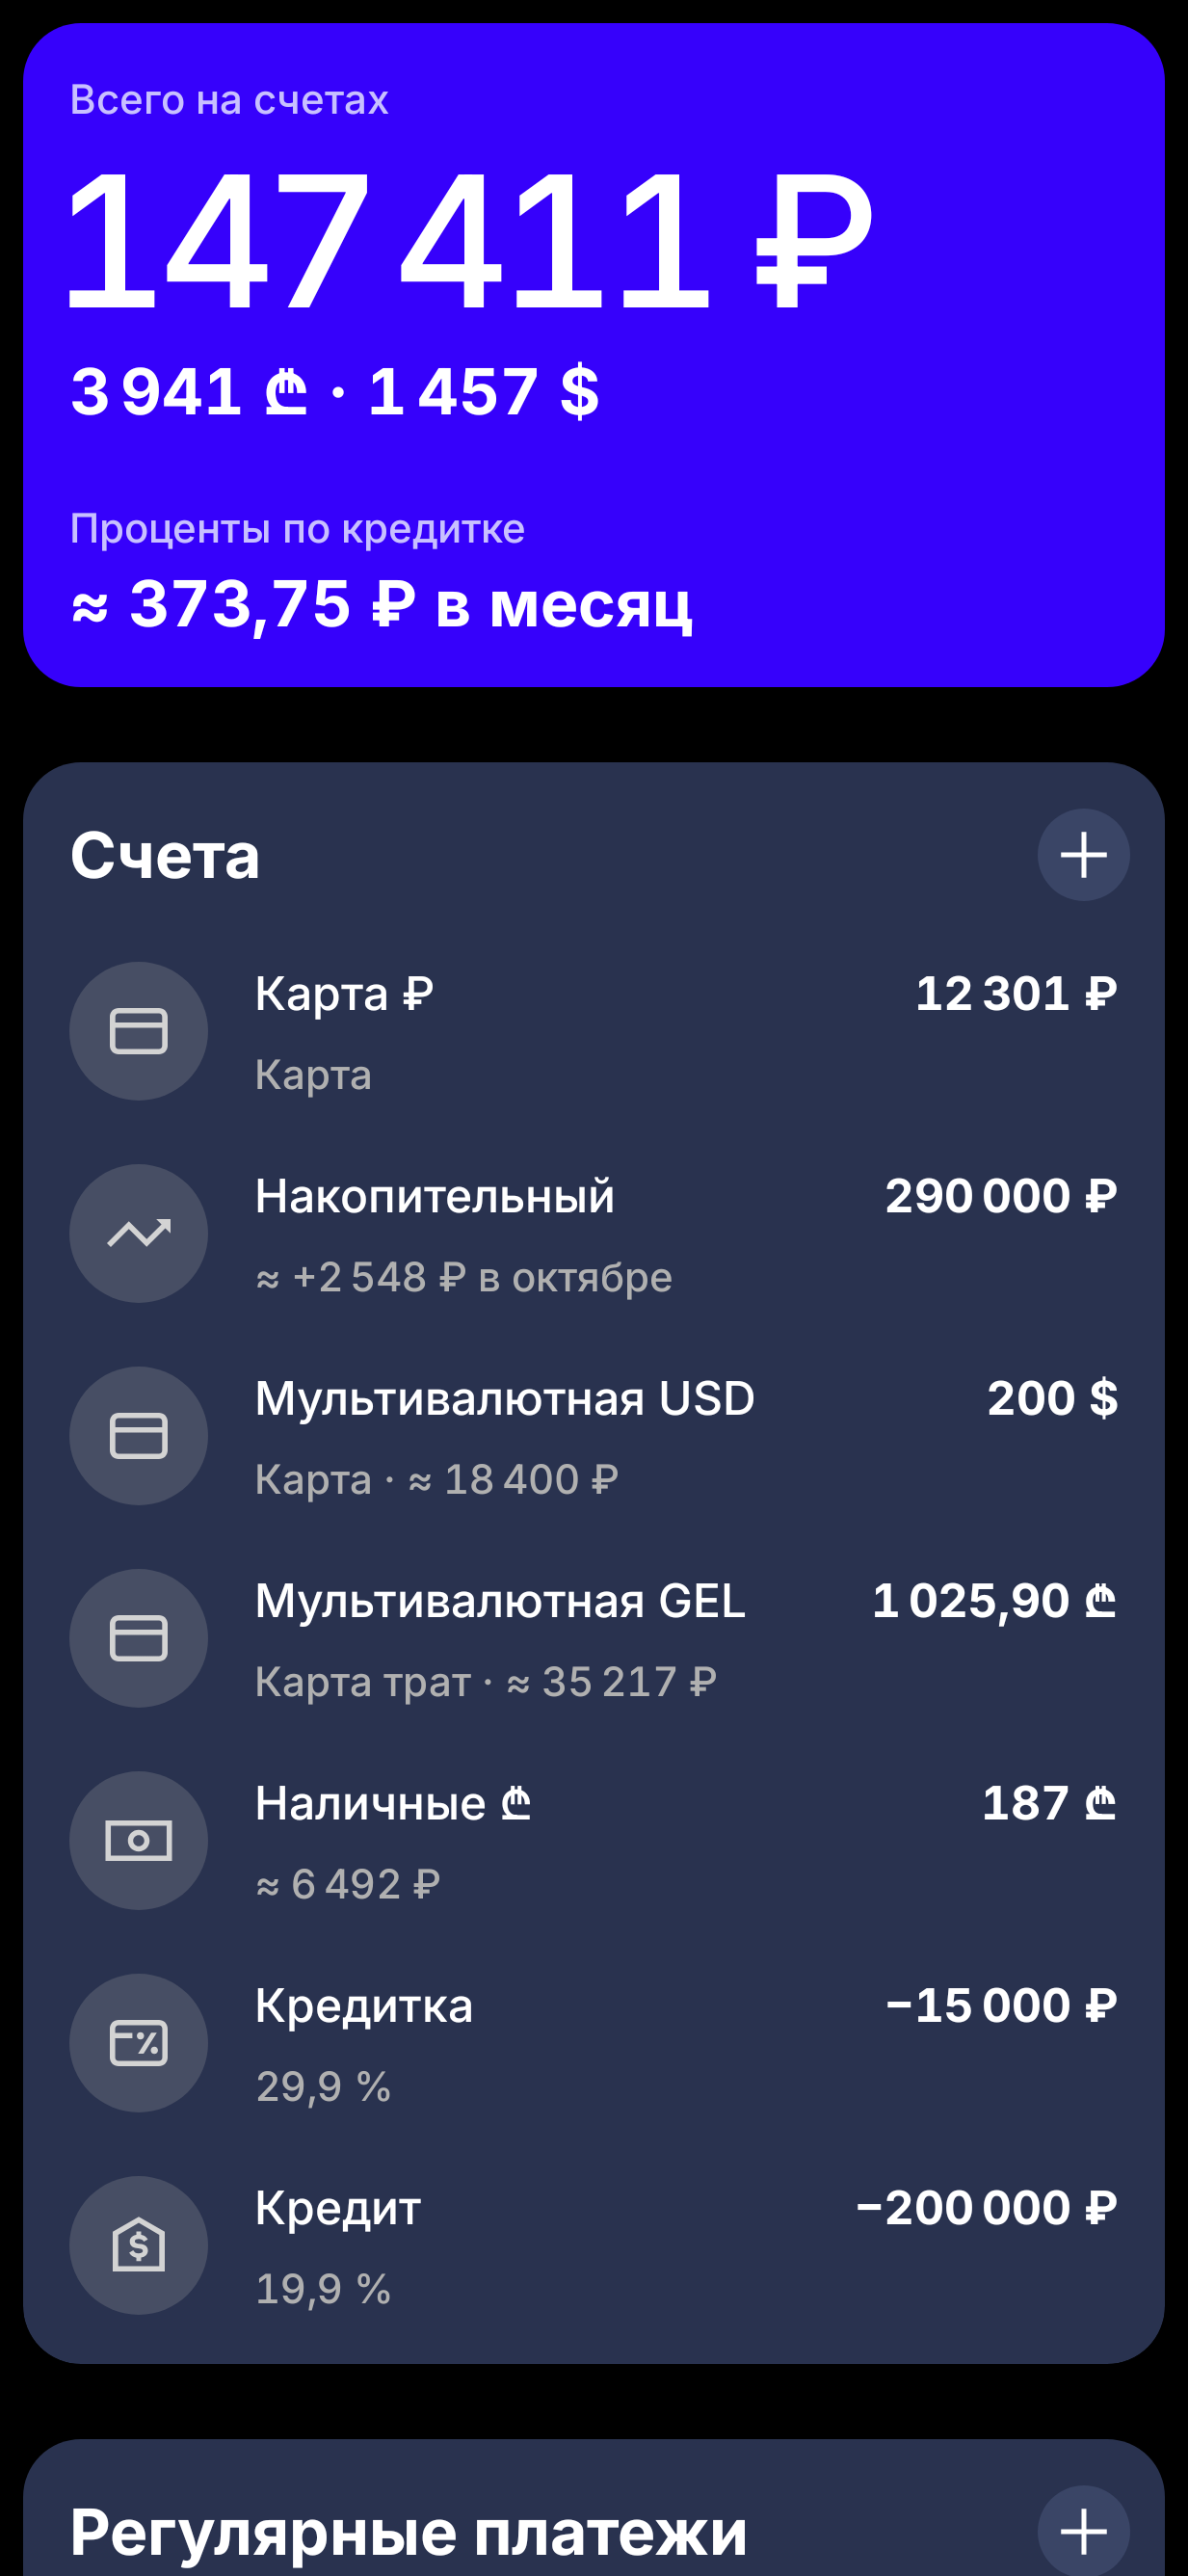 Всего на счетах
147 411 ₽
3 941 ₾ · 1 457 $
Проценты по кредитке
≈ 373,75 ₽ в месяц
Счета
Карта ₽
12 301 ₽
Карта
Накопительный
290 000 ₽
≈ +2 548 ₽ в октябре
Мультивалютная USD
200 $
Карта · ≈ 18 400 ₽
Мультивалютная GEL
1 025,90 ₾
Карта трат · ≈ 35 217 ₽
Наличные ₾
187 ₾
≈ 6 492 ₽
Кредитка
−15 000 ₽
29,9 %
Кредит
−200 000 ₽
19,9 %
Регулярные платежи